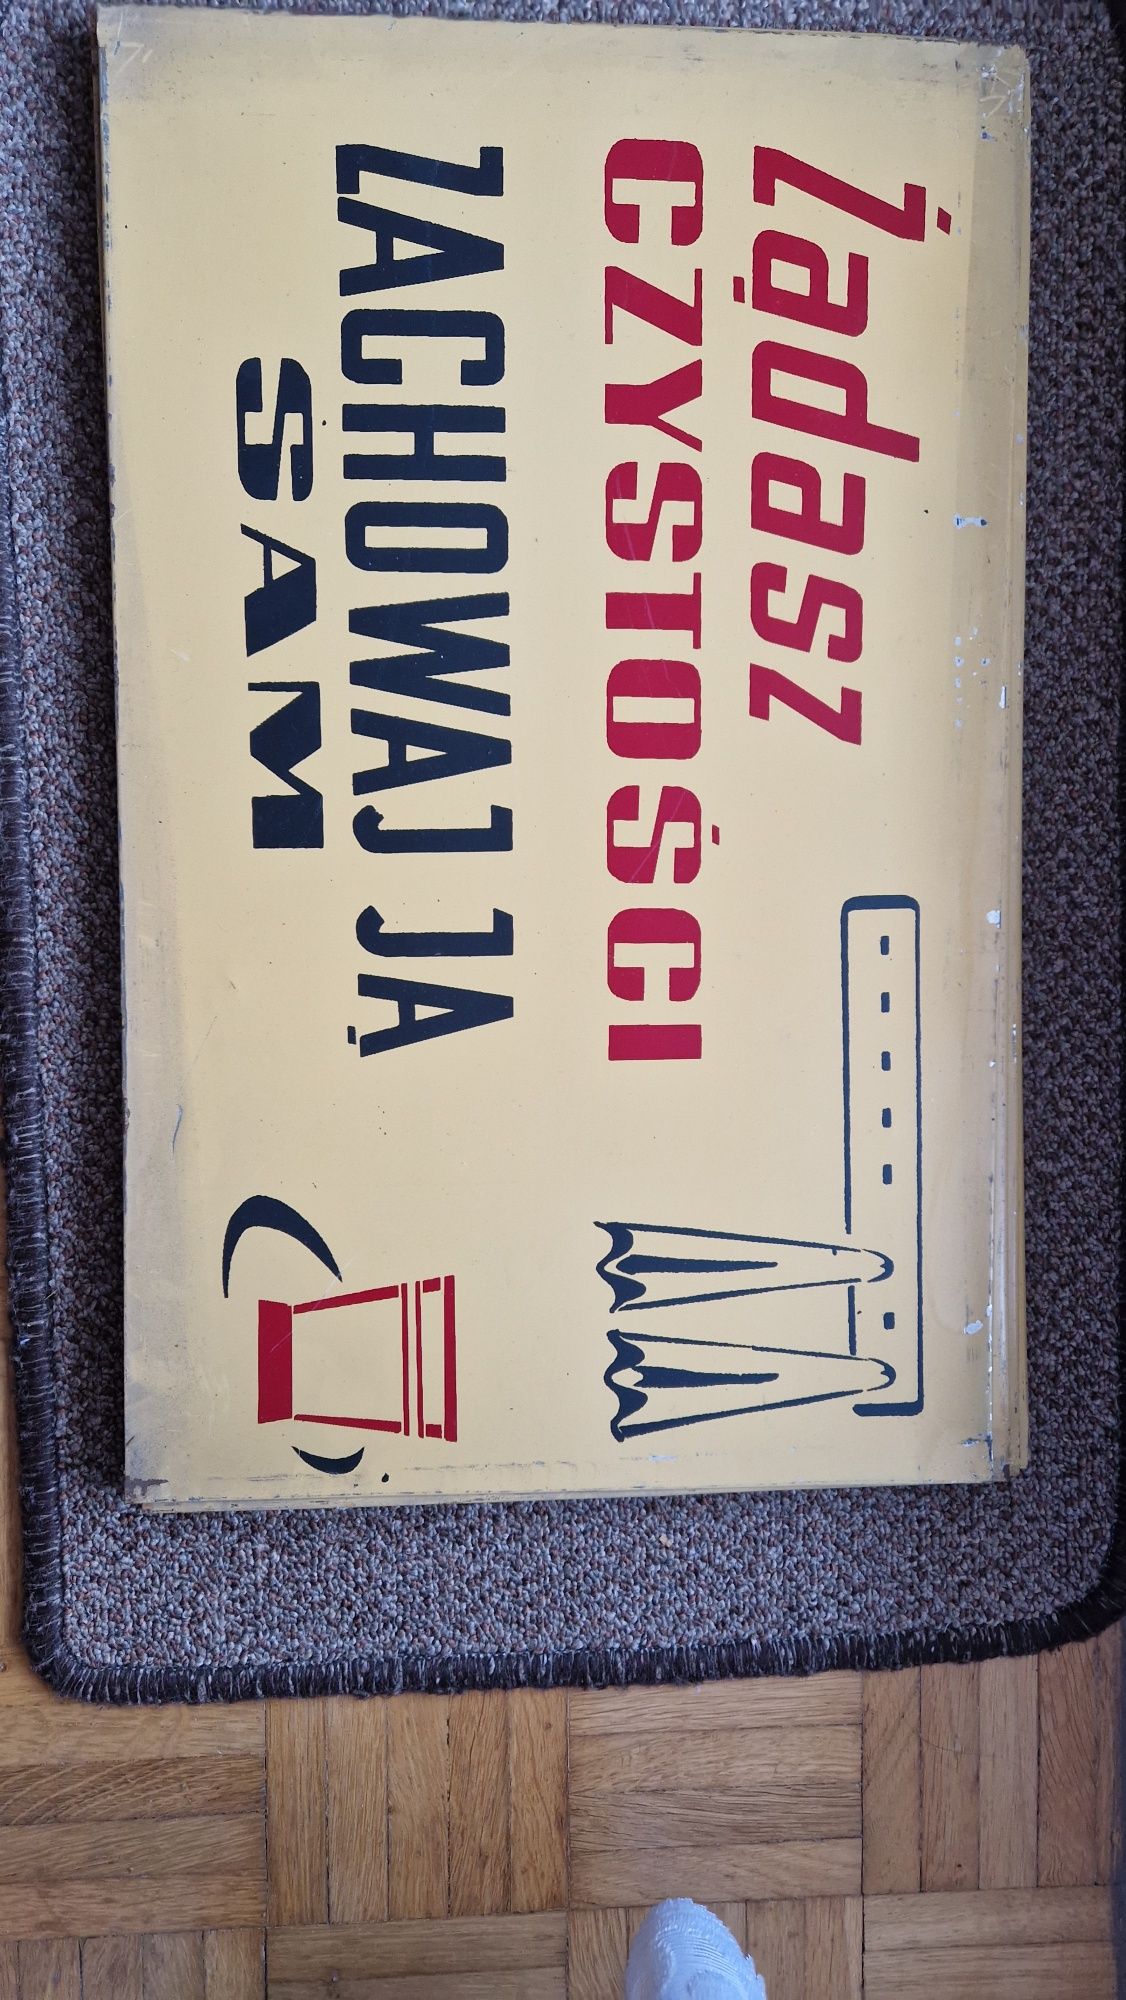 żądasz
CZYSTOŚCI
ZACHOWAJ JĄ
SAM